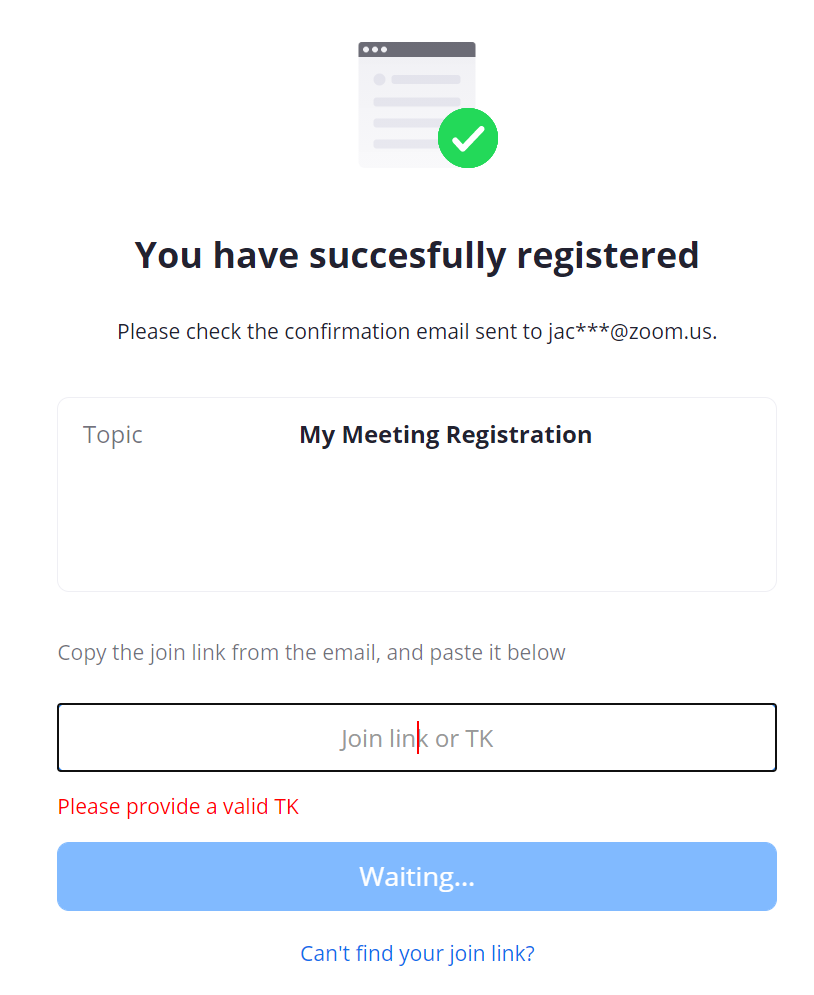 You have succesfully registered
Please check the confirmation email sent to jac***@zoom.us.
Topic My Meeting Registration
Copy the join link from the email, and paste it below
Join link or TK
Please provide a valid TK
Waiting...
Can't find your join link?